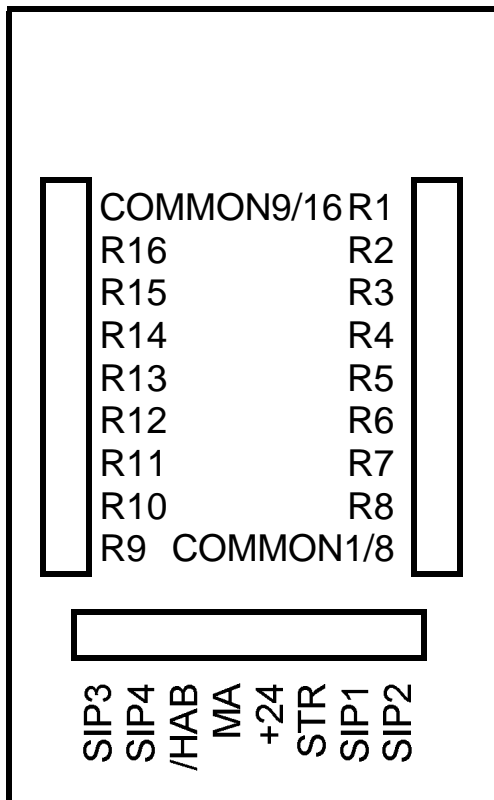 COMMON9/16 R1
R16 R2
R15 R3
R14 R4
R13 R5
R12 R6
R11 R7
R10 R8
R9 COMMON1/8
SIP3
SIP4
/HAB
MA
+24
STR
SIP1
SIP2